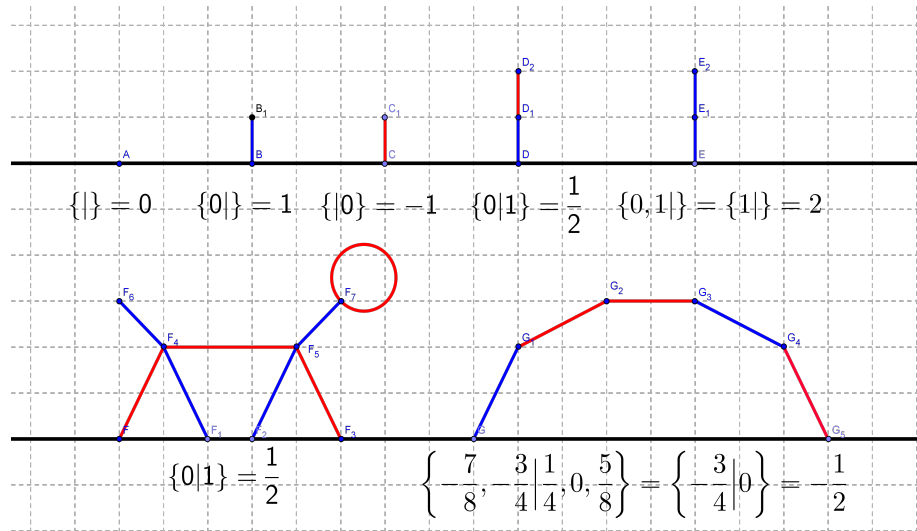 D₂ E₂
B₁ C₁ D₁ E₁
A B C D E
{|} = 0 {0|} = 1 {|0} = −1 {0|1} = 1/2 {0, 1|} = {1|} = 2
F₆ F₇ G₂ G₃
F₄ F₅ G₁ G₄
F F₁ F₂ F₃ G G₅
{0|1} = 1/2 {−7/8, −3/4 | 1/4, 0, 5/8} = {−3/4 | 0} = −1/2